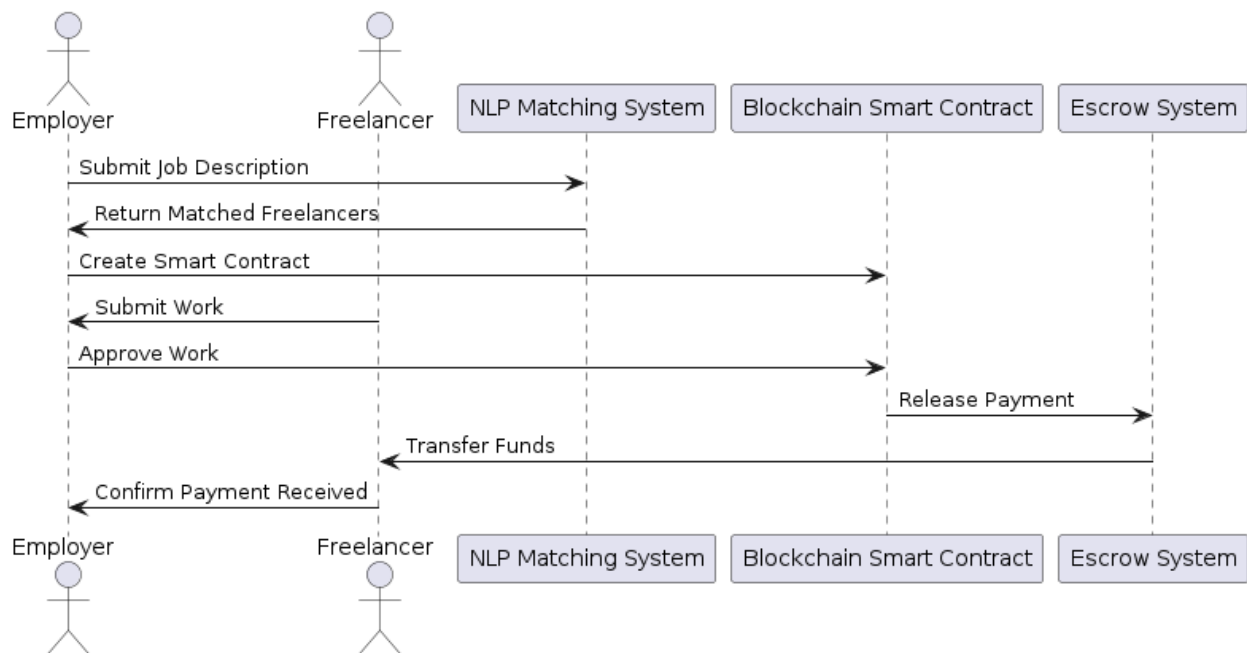 Employer
Freelancer
NLP Matching System
Blockchain Smart Contract
Escrow System
Submit Job Description
Return Matched Freelancers
Create Smart Contract
Submit Work
Approve Work
Release Payment
Transfer Funds
Confirm Payment Received
Employer
Freelancer
NLP Matching System
Blockchain Smart Contract
Escrow System